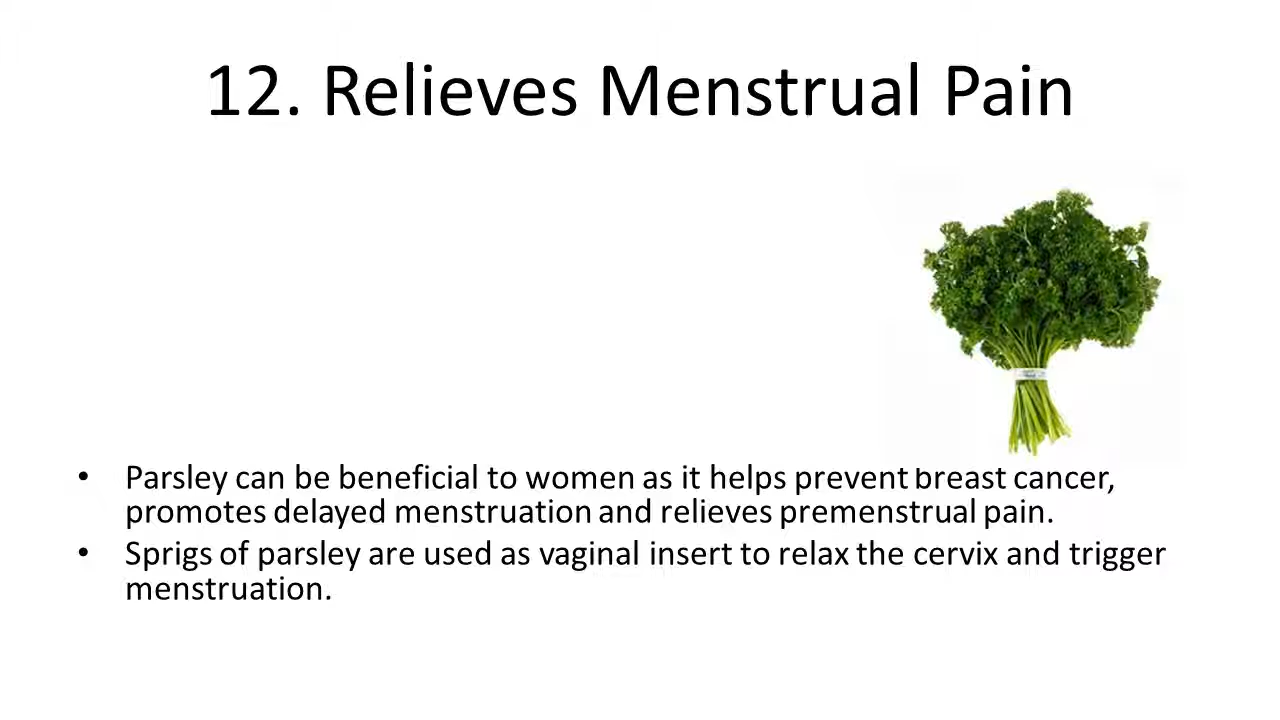 12. Relieves Menstrual Pain
• Parsley can be beneficial to women as it helps prevent breast cancer,
promotes delayed menstruation and relieves premenstrual pain.
• Sprigs of parsley are used as vaginal insert to relax the cervix and trigger
menstruation.